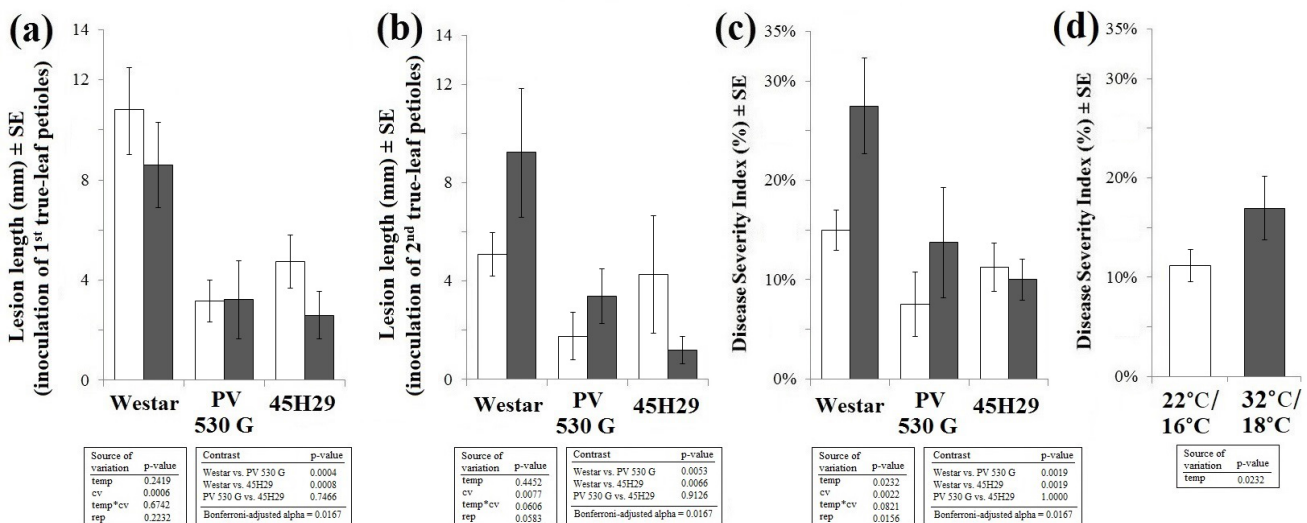 (a)
Lesion length (mm) ± SE
(inoculation of 1st true-leaf petioles)
14
12
8
4
0
Westar
PV
530 G
45H29
Source of
variation p-value
temp 0.2419
cv 0.0006
temp*cv 0.6742
rep 0.2232
Contrast p-value
Westar vs. PV 530 G 0.0004
Westar vs. 45H29 0.0008
PV 530 G vs. 45H29 0.7466
Bonferroni-adjusted alpha = 0.0167
(b)
Lesion length (mm) ± SE
(inoculation of 2nd true-leaf petioles)
14
12
8
4
0
Westar
PV
530 G
45H29
Source of
variation p-value
temp 0.4452
cv 0.0077
temp*cv 0.0606
rep 0.0583
Contrast p-value
Westar vs. PV 530 G 0.0053
Westar vs. 45H29 0.0066
PV 530 G vs. 45H29 0.9126
Bonferroni-adjusted alpha = 0.0167
(c)
Disease Severity Index (%) ± SE
35%
30%
20%
10%
0%
Westar
PV
530 G
45H29
Source of
variation p-value
temp 0.0232
cv 0.0022
temp*cv 0.0821
rep 0.0156
Contrast p-value
Westar vs. PV 530 G 0.0019
Westar vs. 45H29 0.0019
PV 530 G vs. 45H29 1.0000
Bonferroni-adjusted alpha = 0.0167
(d)
Disease Severity Index (%) ± SE
35%
30%
20%
10%
0%
22°C/
16°C
32°C/
18°C
Source of
variation p-value
temp 0.0232